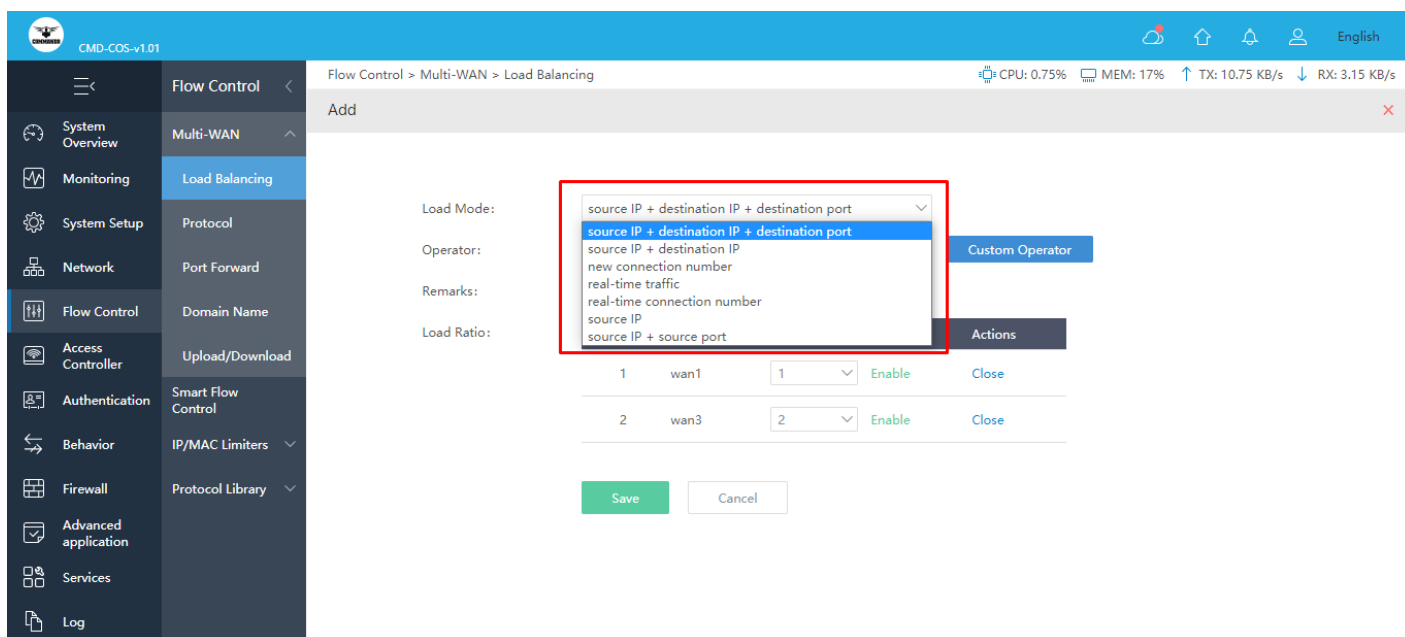 COMMANDO
CMD-COS-v1.01
English
Flow Control
Flow Control > Multi-WAN > Load Balancing
CPU: 0.75%
MEM: 17%
TX: 10.75 KB/s
RX: 3.15 KB/s
Add
System
Overview
Monitoring
System Setup
Network
Flow Control
Access
Controller
Authentication
Behavior
Firewall
Advanced
application
Services
Log
Multi-WAN
Load Balancing
Protocol
Port Forward
Domain Name
Upload/Download
Smart Flow
Control
IP/MAC Limiters
Protocol Library
Load Mode:
source IP + destination IP + destination port
source IP + destination IP + destination port
source IP + destination IP
new connection number
real-time traffic
real-time connection number
source IP
source IP + source port
Operator:
Custom Operator
Remarks:
Load Ratio:
Actions
1 wan1 1 Enable Close
2 wan3 2 Enable Close
Save
Cancel